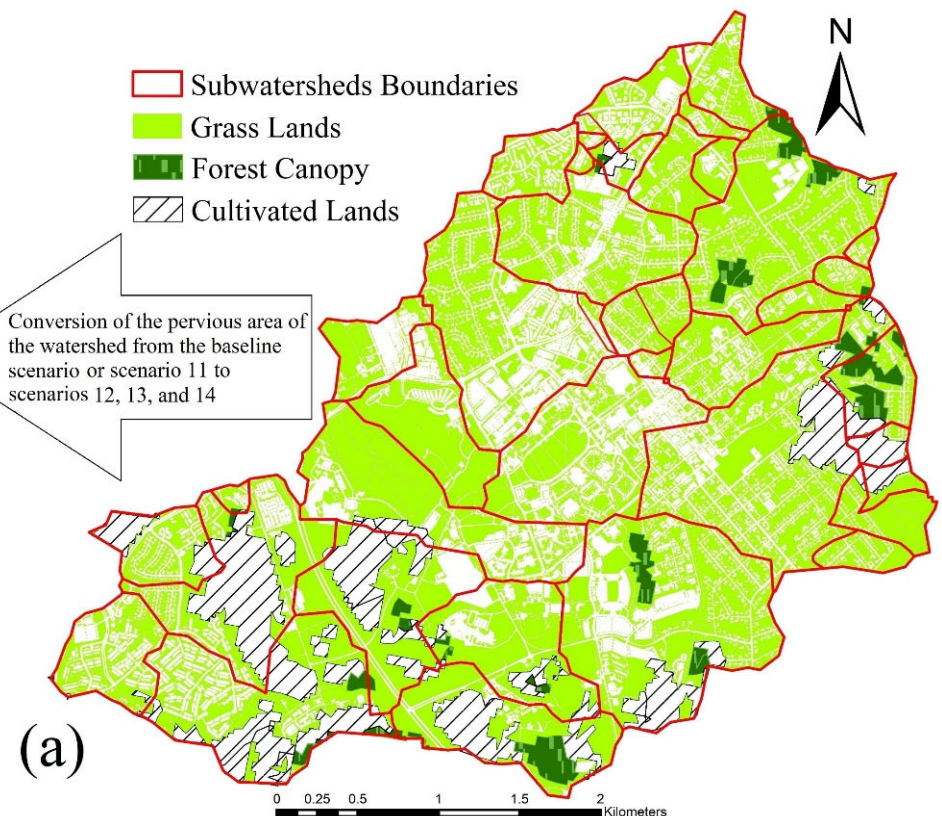 N
Subwatersheds Boundaries
Grass Lands
Forest Canopy
Cultivated Lands
Conversion of the pervious area of
the watershed from the baseline
scenario or scenario 11 to
scenarios 12, 13, and 14
(a)
0 0.25 0.5 1 1.5 2
Kilometers